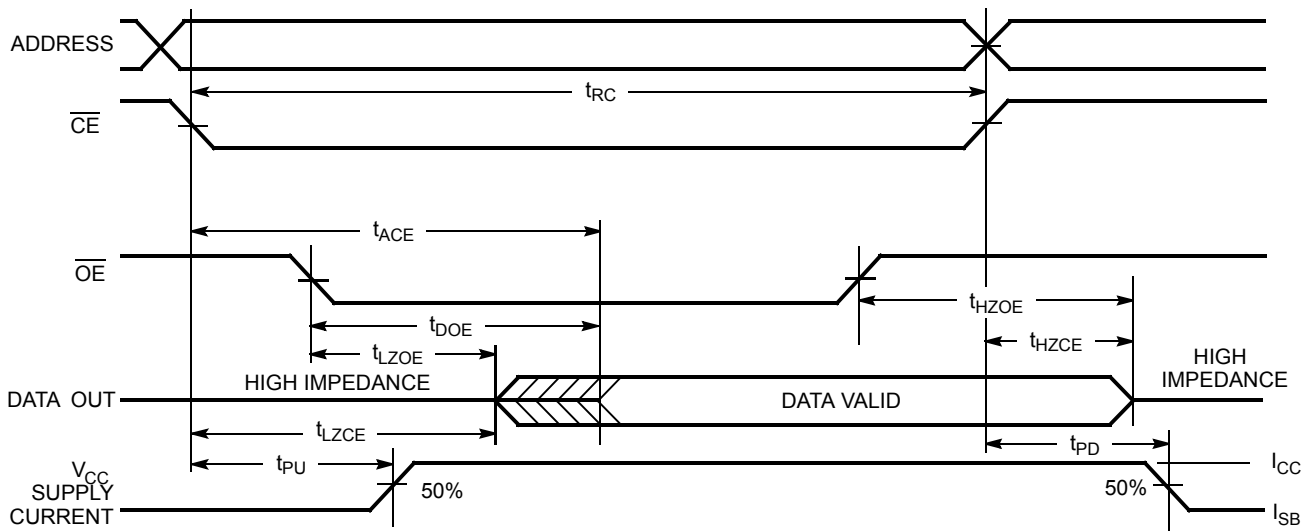 ADDRESS
tRC
CE
tACE
OE
tHZOE
tDOE
tHZCE
tLZOE
HIGH IMPEDANCE
HIGH
IMPEDANCE
DATA OUT
DATA VALID
tLZCE
tPD
tPU
VCC
SUPPLY
CURRENT
50%
50%
ICC
ISB